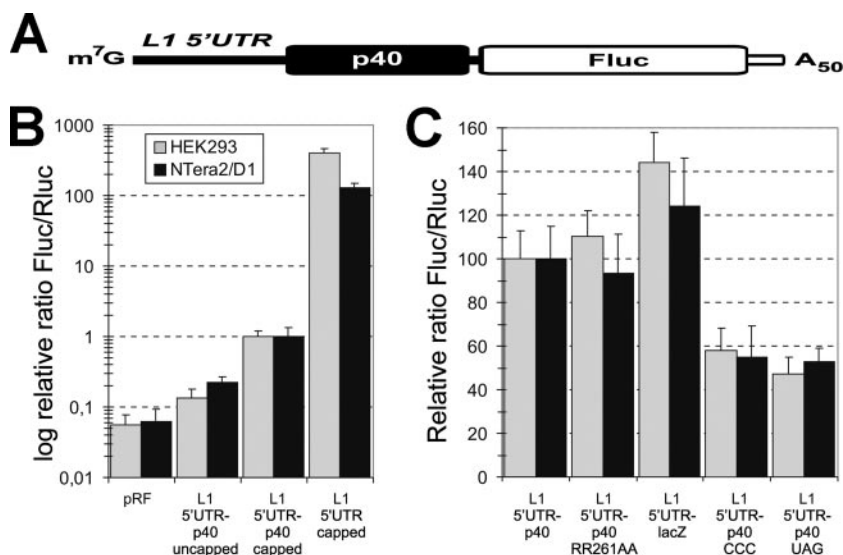 A
m7G L1 5'UTR p40 Fluc A50
B
log relative ratio Fluc/Rluc
1000
100
10
1
0,1
0,01
HEK293
NTera2/D1
pRF
L1 5'UTR-p40 uncapped
L1 5'UTR-p40 capped
L1 5'UTR capped
C
Relative ratio Fluc/Rluc
160
140
120
100
80
60
40
20
0
L1 5'UTR-p40
L1 5'UTR-p40 RR261AA
L1 5'UTR-lacZ
L1 5'UTR-p40 CCC
L1 5'UTR-p40 UAG